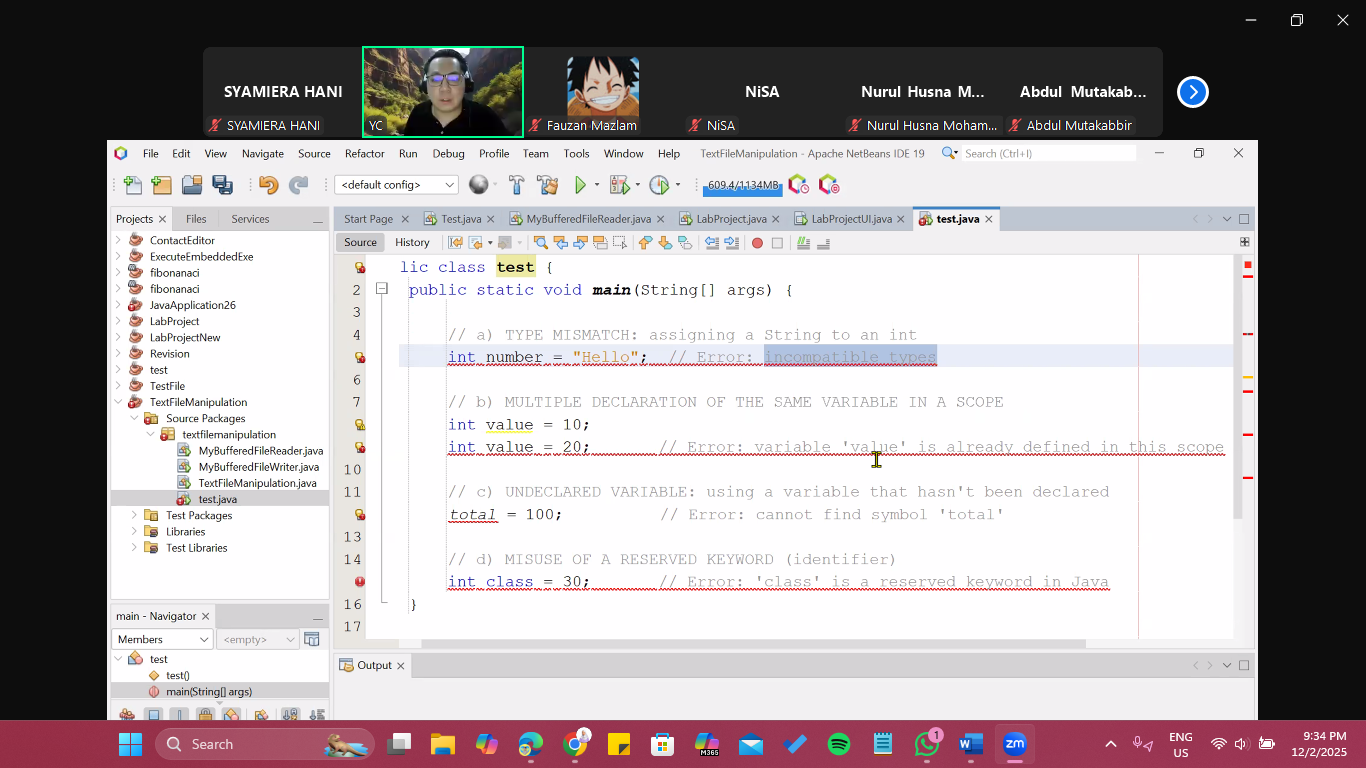 SYAMIERA HANI
NiSA
Nurul Husna M...
Abdul Mutakab...
SYAMIERA HANI
YC
Fauzan Mazlam
NiSA
Nurul Husna Moham...
Abdul Mutakabbir
File Edit View Navigate Source Refactor Run Debug Profile Team Tools Window Help
TextFileManipulation - Apache NetBeans IDE 19
Search (Ctrl+I)
<default config>
609.4/1134MB
Projects Files Services
Start Page Test.java MyBufferedFileReader.java LabProject.java LabProjectUI.java test.java
Source History
ContactEditor
ExecuteEmbeddedExe
fibonanaci
fibonanaci
JavaApplication26
LabProject
LabProjectNew
Revision
test
TestFile
TextFileManipulation
Source Packages
textfilemanipulation
MyBufferedFileReader.java
MyBufferedFileWriter.java
TextFileManipulation.java
test.java
Test Packages
Libraries
Test Libraries
main - Navigator
Members
<empty>
test
test()
main(String[] args)
lic class test {
2 public static void main(String[] args) {
3
4 // a) TYPE MISMATCH: assigning a String to an int
int number = "Hello"; // Error: incompatible types
6
7 // b) MULTIPLE DECLARATION OF THE SAME VARIABLE IN A SCOPE
int value = 10;
int value = 20; // Error: variable 'value' is already defined in this scope
10
11 // c) UNDECLARED VARIABLE: using a variable that hasn't been declared
total = 100; // Error: cannot find symbol 'total'
13
14 // d) MISUSE OF A RESERVED KEYWORD (identifier)
int class = 30; // Error: 'class' is a reserved keyword in Java
16 }
17
Output
Search
M365
1
W
zm
ENG
US
9:34 PM
12/2/2025